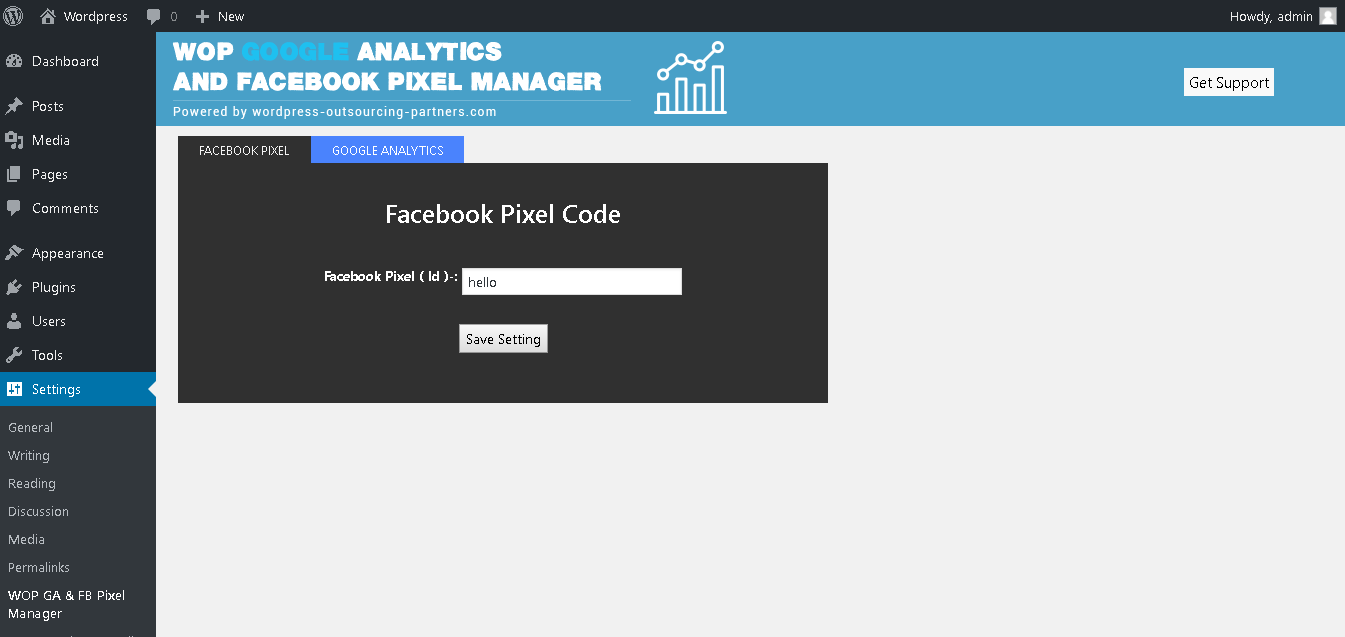 Wordpress
0
New
Howdy, admin
Dashboard
Posts
Media
Pages
Comments
Appearance
Plugins
Users
Tools
Settings
General
Writing
Reading
Discussion
Media
Permalinks
WOP GA & FB Pixel
Manager
WOP GOOGLE ANALYTICS
AND FACEBOOK PIXEL MANAGER
Powered by wordpress-outsourcing-partners.com
Get Support
FACEBOOK PIXEL
GOOGLE ANALYTICS
Facebook Pixel Code
Facebook Pixel ( Id )-: hello
Save Setting